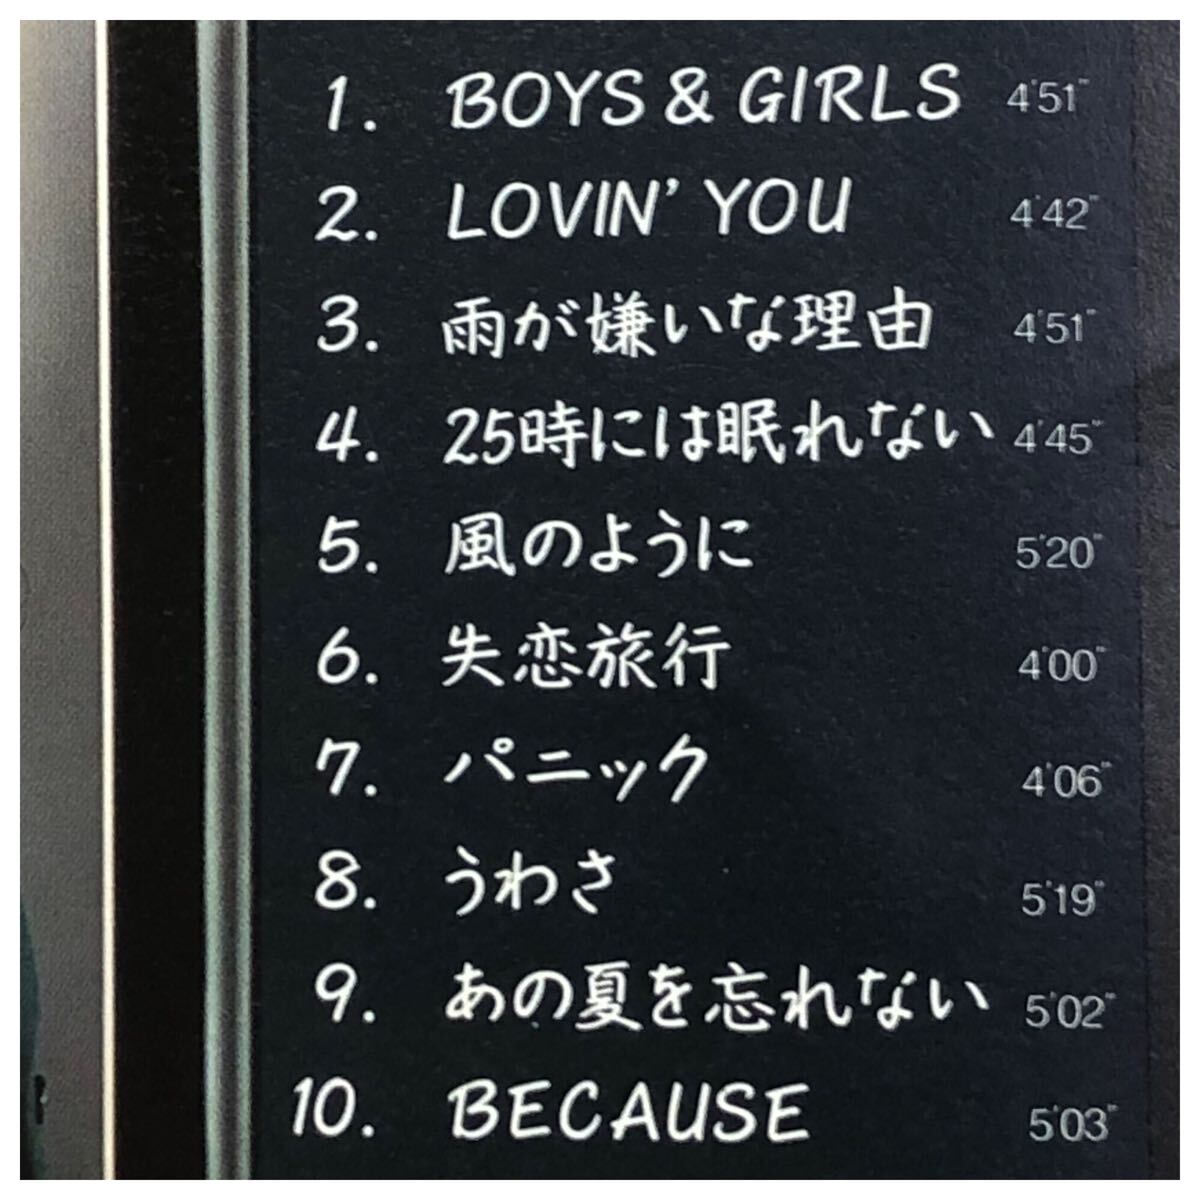 1. BOYS & GIRLS 4'51"
2. LOVIN' YOU 4'42"
3. 雨が嫌いな理由 4'51"
4. 25時には眠れない 4'45"
5. 風のように 5'20"
6. 失恋旅行 4'00"
7. パニック 4'06"
8. うわさ 5'19"
9. あの夏を忘れない 5'02"
10. BECAUSE 5'03"